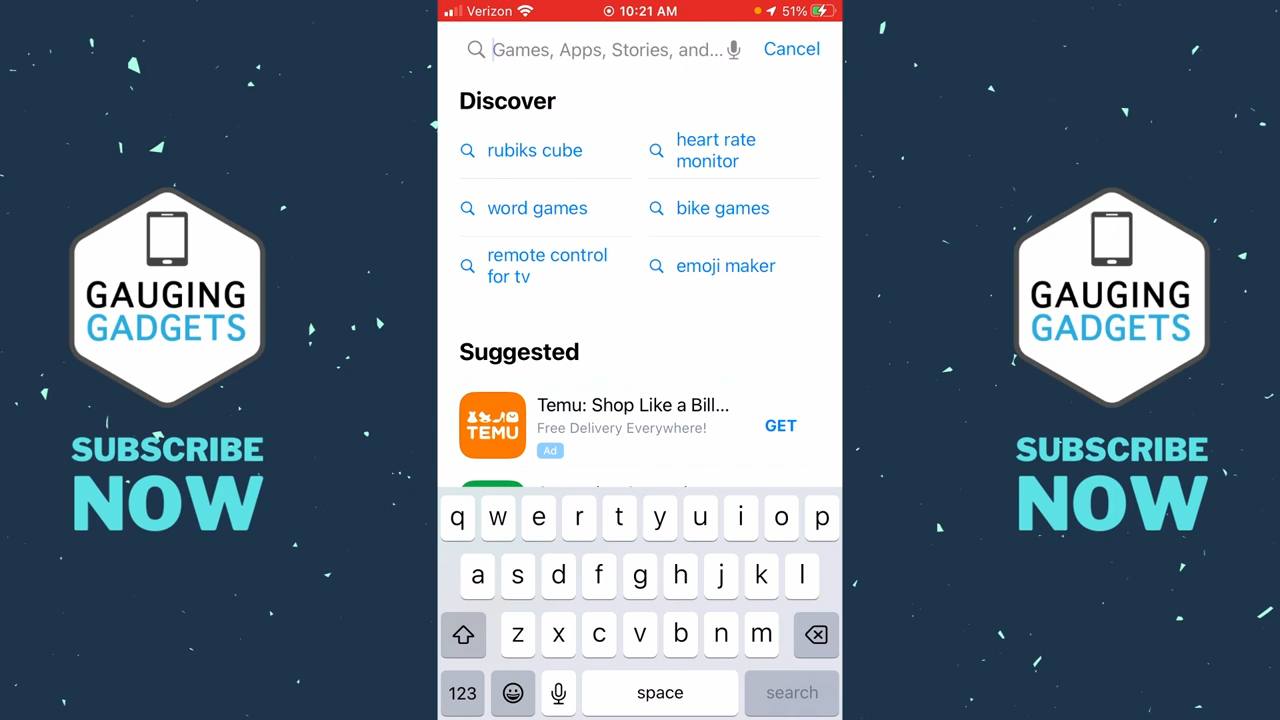 Verizon 10:21 AM 51%
Games, Apps, Stories, and... Cancel
Discover
rubiks cube
heart rate
monitor
word games
bike games
remote control
for tv
emoji maker
Suggested
Temu: Shop Like a Bill...
Free Delivery Everywhere!
Ad
GET
TEMU
q w e r t y u i o p
a s d f g h j k l
z x c v b n m
123 space search
GAUGING
GADGETS
SUBSCRIBE
NOW
GAUGING
GADGETS
SUBSCRIBE
NOW